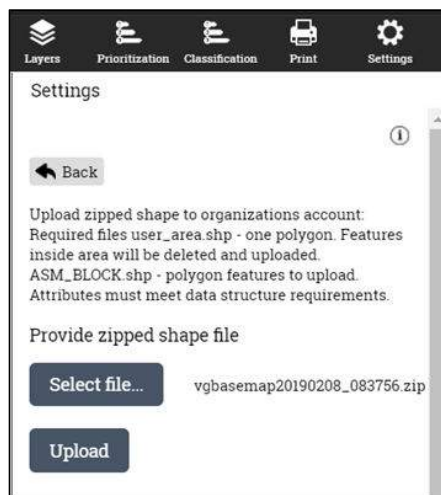 Layers Prioritization Classification Print Settings
Settings
Back
Upload zipped shape to organizations account:
Required files user_area.shp - one polygon. Features
inside area will be deleted and uploaded.
ASM_BLOCK.shp - polygon features to upload.
Attributes must meet data structure requirements.
Provide zipped shape file
Select file... vgbasemap20190208_083756.zip
Upload